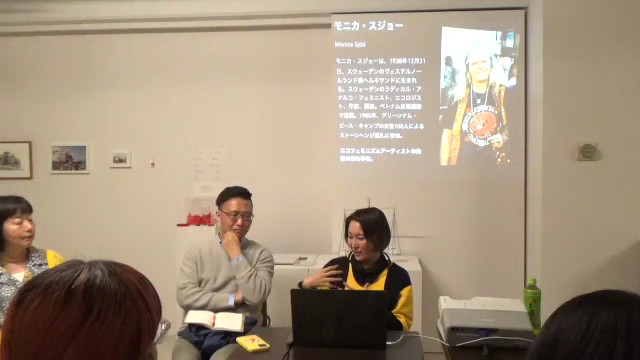 モニカ・スジョー
Monica Sjöö
モニカ・スジョーは、1938年12月31
日、スウェーデンのヴェステルノール
ランド県ヘルネサンドに生まれ
る。スウェーデンのラディカル・ア
ナルコ・フェミニスト、エコロジス
ト、作家、画家。ベトナム反戦運動
で活動。1985年、グリーンナム・
ピース・キャンプの女性100人による
ストーンヘンジ巡礼に参加。
エコフェミニズムアーティストの先